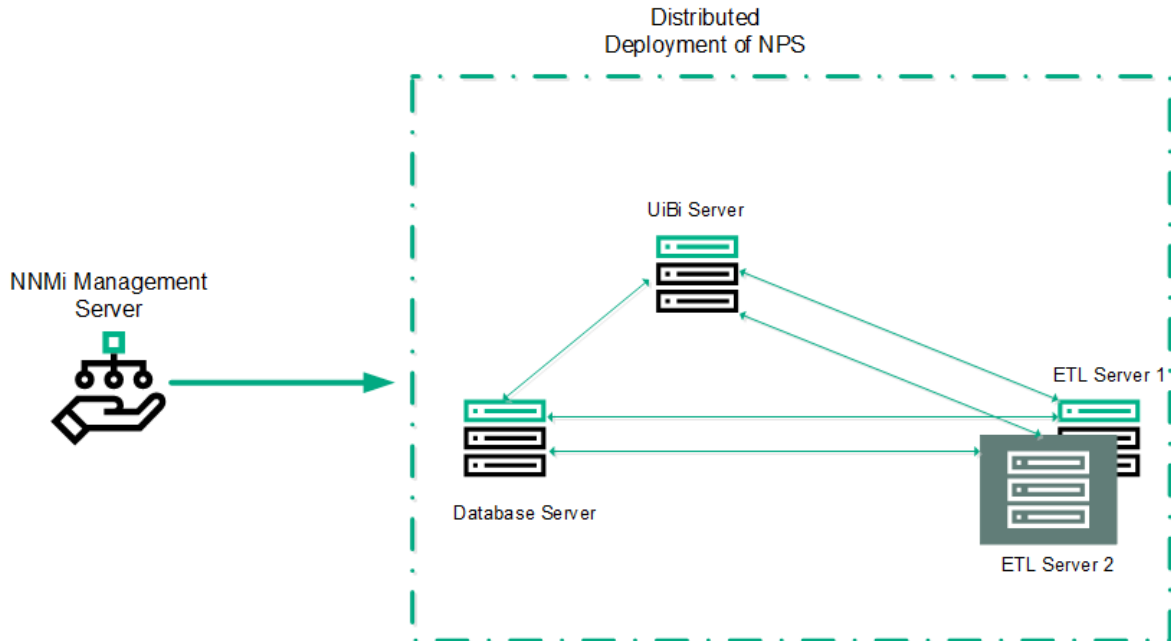 Distributed
Deployment of NPS
UiBi Server
NNMi Management
Server
ETL Server 1
Database Server
ETL Server 2